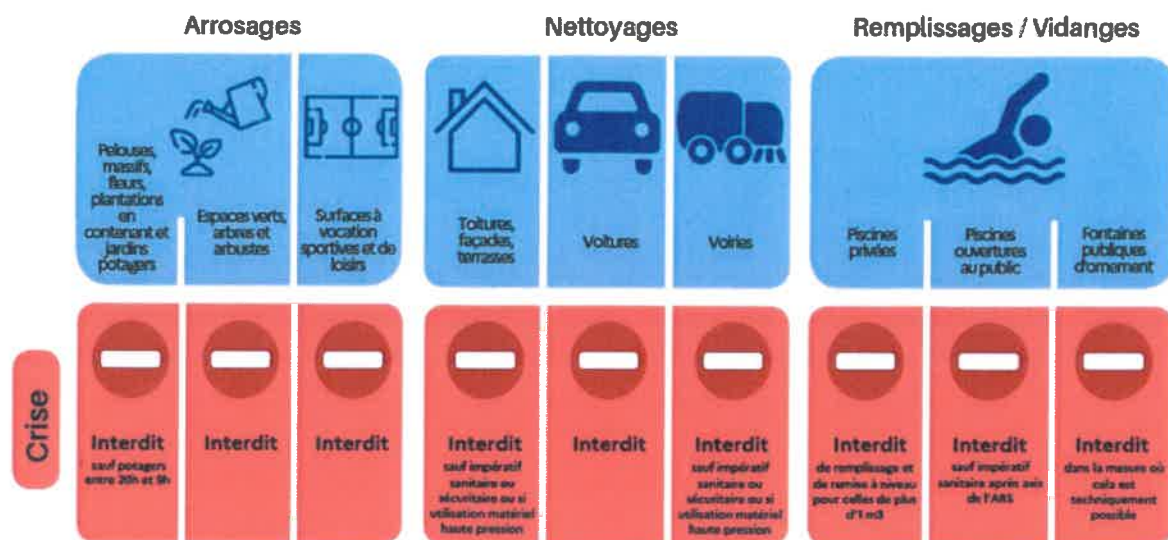 Arrosages
Nettoyages
Remplissages / Vidanges
Pelouses,
massifs,
fleurs,
plantations
en
contenant et
jardins
potagers
Espaces verts,
arbres et
arbustes
Surfaces à
vocation
sportives et de
loisirs
Toitures,
façades,
terrasses
Voitures
Voiries
Piscines
privées
Piscines
ouvertures
au public
Fontaines
publiques
d'ornement
Crise
Interdit
sauf potagers
entre 20h et 9h
Interdit
Interdit
Interdit
sauf impératif
sanitaire ou
sécuritaire ou si
utilisation matériel
haute pression
Interdit
Interdit
sauf impératif
sanitaire ou
sécuritaire ou si
utilisation matériel
haute pression
Interdit
de remplissage et
de remise à niveau
pour celles de plus
d'1 m3
Interdit
sauf impératif
sanitaire après avis
de l'ARS
Interdit
dans la mesure où
cela est
techniquement
possible